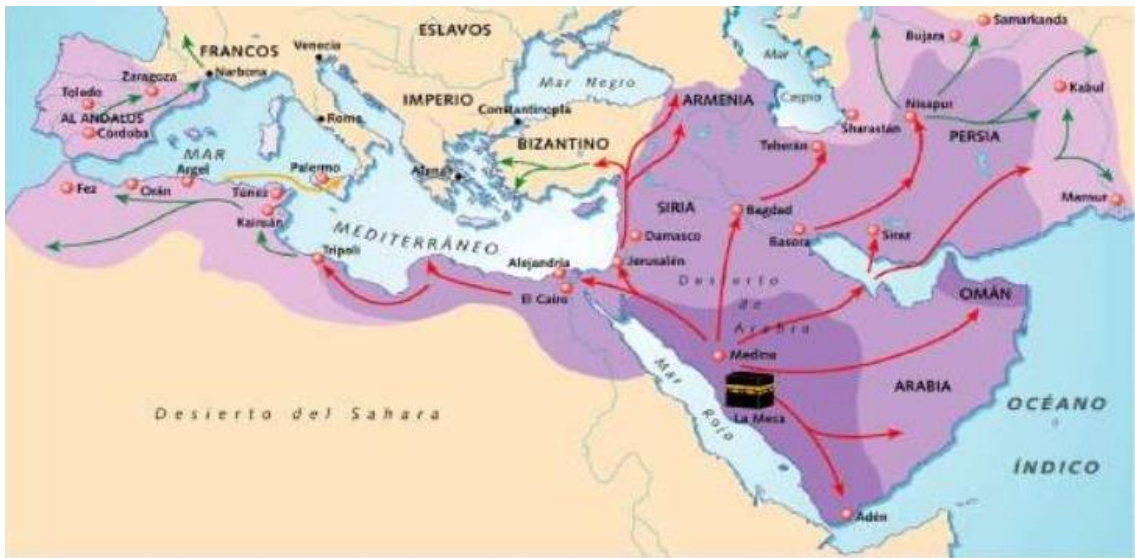 ESLAVOS
FRANCOS
Venecia
Narbona
Zaragoza
Toledo
AL ANDALUS
Córdoba
Roma
IMPERIO
BIZANTINO
Constantinopla
Mar Negro
Atenas
MAR
MEDITERRÁNEO
Palermo
Fez
Orán
Argel
Túnez
Kairuán
Trípoli
Alejandría
El Cairo
Jerusalén
Damasco
SIRIA
ARMENIA
Mar
Caspio
Samarkanda
Bujara
Kabul
Nisapur
Sharastán
PERSIA
Teherán
Bagdad
Basora
Siraz
Mansur
Desierto
de
Arabia
OMÁN
Medina
La Meca
ARABIA
Adén
Mar Rojo
OCÉANO
ÍNDICO
Desierto del Sahara